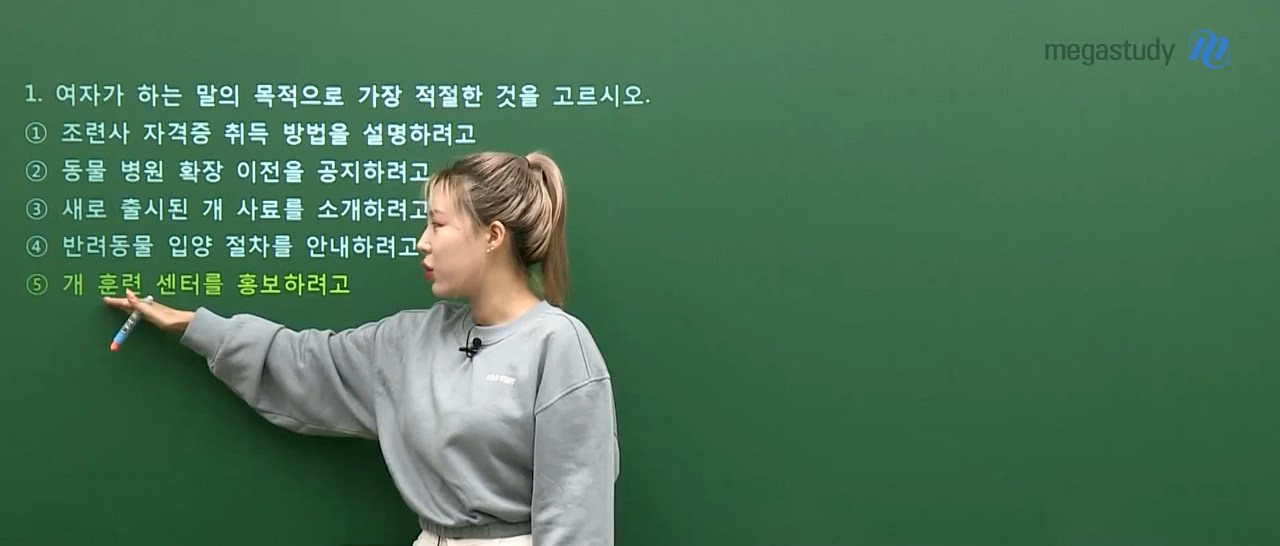 megastudy
1. 여자가 하는 말의 목적으로 가장 적절한 것을 고르시오.
① 조련사 자격증 취득 방법을 설명하려고
② 동물 병원 확장 이전을 공지하려고
③ 새로 출시된 개 사료를 소개하려고
④ 반려동물 입양 절차를 안내하려고
⑤ 개 훈련 센터를 홍보하려고